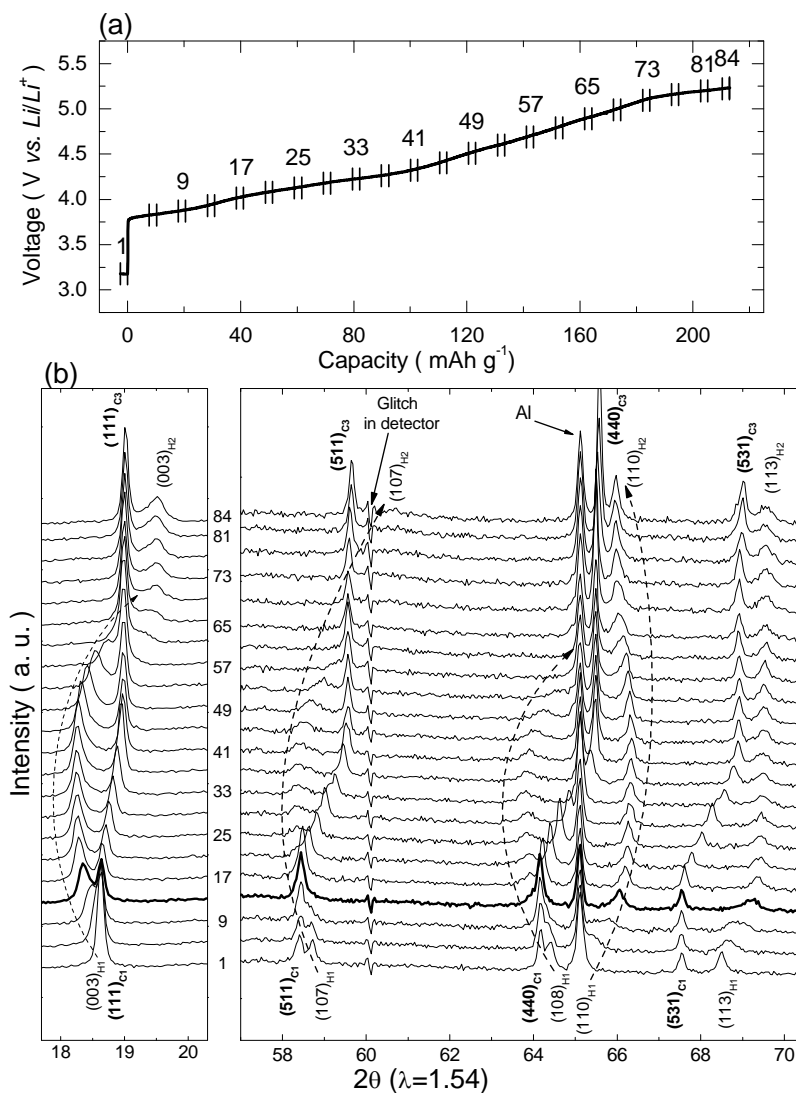 (a)
5.5
5.0
4.5
4.0
3.5
3.0
Voltage ( V vs. Li/Li+ )
1
9
17
25
33
41
49
57
65
73
81
84
0
40
80
120
160
200
Capacity ( mAh g-1)
(b)
Intensity ( a. u. )
(111)C3
(003)H2
(511)C3
Glitch
in detector
(107)H2
Al
(440)C3
(110)H2
(531)C3
(113)H2
84
81
73
65
57
49
41
33
25
17
9
1
(003)H1
(111)C1
(511)C1
(107)H1
(440)C1
(108)H1
(110)H1
(531)C1
(113)H1
18
19
20
58
60
62
64
66
68
70
2θ (λ=1.54)